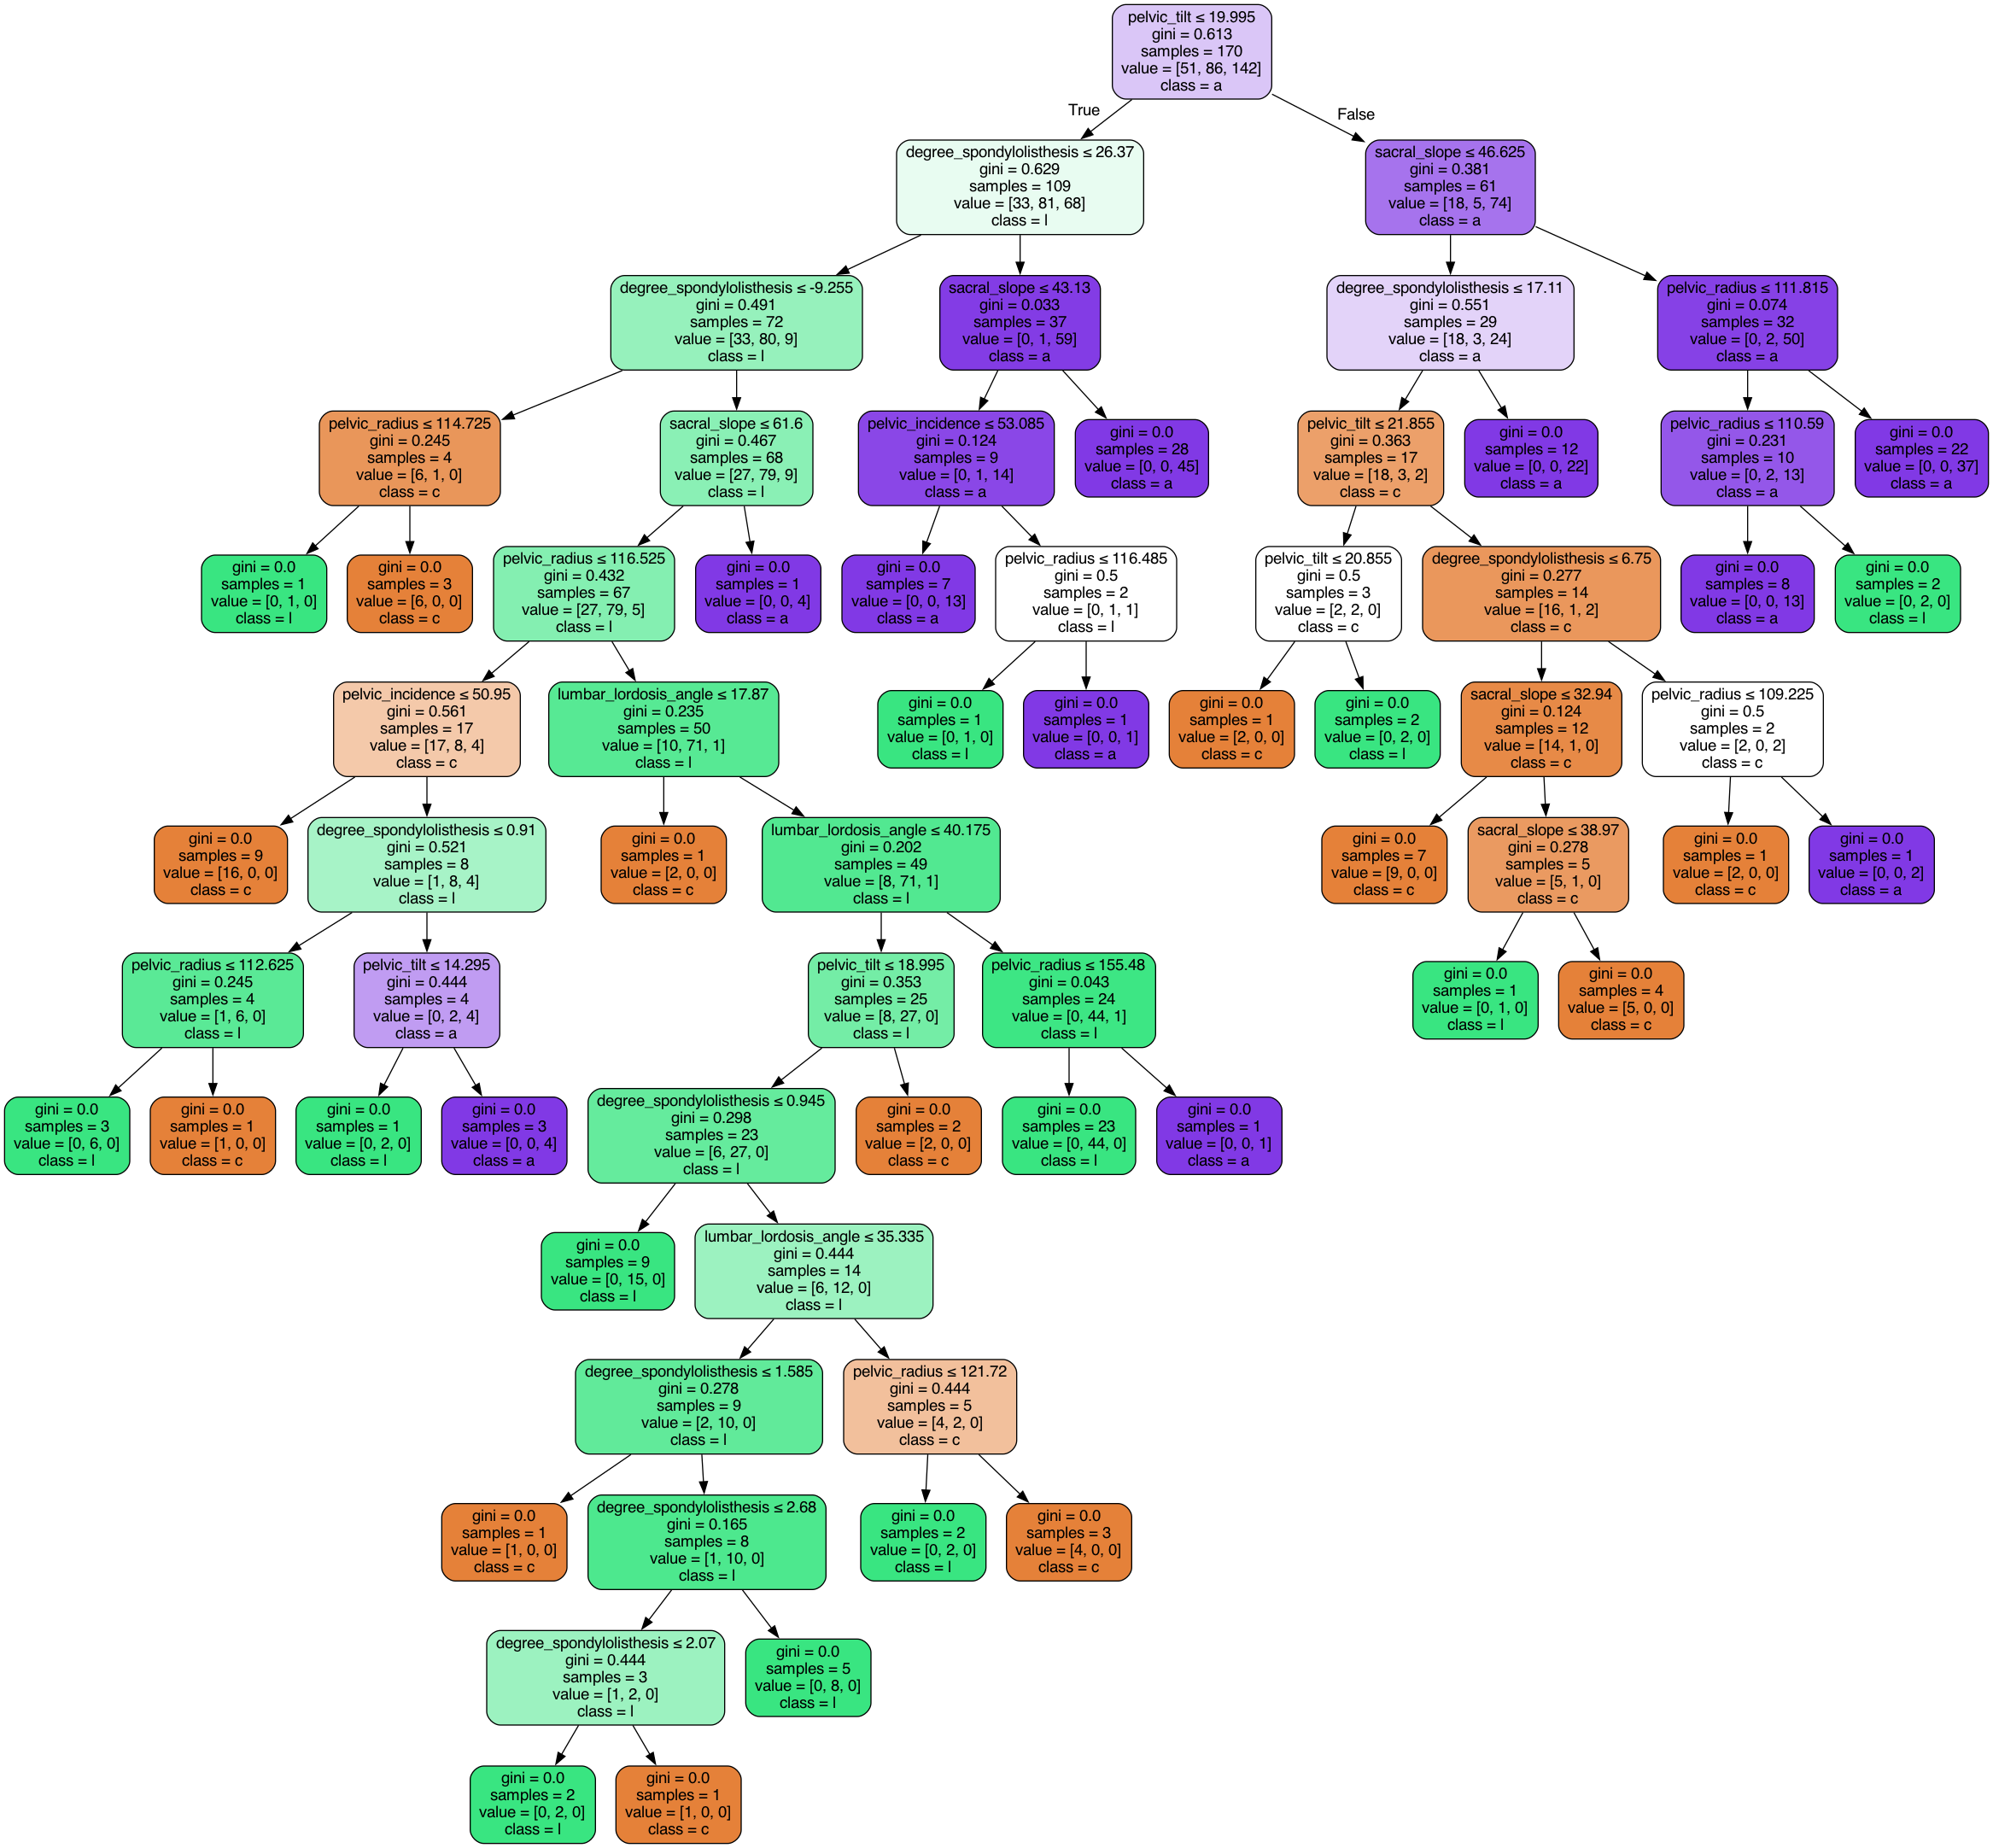 pelvic_tilt ≤ 19.995
gini = 0.613
samples = 170
value = [51, 86, 142]
class = a
True
False
degree_spondylolisthesis ≤ 26.37
gini = 0.629
samples = 109
value = [33, 81, 68]
class = l
sacral_slope ≤ 46.625
gini = 0.381
samples = 61
value = [18, 5, 74]
class = a
degree_spondylolisthesis ≤ -9.255
gini = 0.491
samples = 72
value = [33, 80, 9]
class = l
sacral_slope ≤ 43.13
gini = 0.033
samples = 37
value = [0, 1, 59]
class = a
degree_spondylolisthesis ≤ 17.11
gini = 0.551
samples = 29
value = [18, 3, 24]
class = a
pelvic_radius ≤ 111.815
gini = 0.074
samples = 32
value = [0, 2, 50]
class = a
pelvic_radius ≤ 114.725
gini = 0.245
samples = 4
value = [6, 1, 0]
class = c
sacral_slope ≤ 61.6
gini = 0.467
samples = 68
value = [27, 79, 9]
class = l
pelvic_incidence ≤ 53.085
gini = 0.124
samples = 9
value = [0, 1, 14]
class = a
gini = 0.0
samples = 28
value = [0, 0, 45]
class = a
pelvic_tilt ≤ 21.855
gini = 0.363
samples = 17
value = [18, 3, 2]
class = c
gini = 0.0
samples = 12
value = [0, 0, 22]
class = a
pelvic_radius ≤ 110.59
gini = 0.231
samples = 10
value = [0, 2, 13]
class = a
gini = 0.0
samples = 22
value = [0, 0, 37]
class = a
gini = 0.0
samples = 1
value = [0, 1, 0]
class = l
gini = 0.0
samples = 3
value = [6, 0, 0]
class = c
pelvic_radius ≤ 116.525
gini = 0.432
samples = 67
value = [27, 79, 5]
class = l
gini = 0.0
samples = 1
value = [0, 0, 4]
class = a
gini = 0.0
samples = 7
value = [0, 0, 13]
class = a
pelvic_radius ≤ 116.485
gini = 0.5
samples = 2
value = [0, 1, 1]
class = l
pelvic_tilt ≤ 20.855
gini = 0.5
samples = 3
value = [2, 2, 0]
class = c
degree_spondylolisthesis ≤ 6.75
gini = 0.277
samples = 14
value = [16, 1, 2]
class = c
gini = 0.0
samples = 8
value = [0, 0, 13]
class = a
gini = 0.0
samples = 2
value = [0, 2, 0]
class = l
pelvic_incidence ≤ 50.95
gini = 0.561
samples = 17
value = [17, 8, 4]
class = c
lumbar_lordosis_angle ≤ 17.87
gini = 0.235
samples = 50
value = [10, 71, 1]
class = l
gini = 0.0
samples = 1
value = [0, 1, 0]
class = l
gini = 0.0
samples = 1
value = [0, 0, 1]
class = a
gini = 0.0
samples = 1
value = [2, 0, 0]
class = c
gini = 0.0
samples = 2
value = [0, 2, 0]
class = l
sacral_slope ≤ 32.94
gini = 0.124
samples = 12
value = [14, 1, 0]
class = c
pelvic_radius ≤ 109.225
gini = 0.5
samples = 2
value = [2, 0, 2]
class = c
gini = 0.0
samples = 9
value = [16, 0, 0]
class = c
degree_spondylolisthesis ≤ 0.91
gini = 0.521
samples = 8
value = [1, 8, 4]
class = l
gini = 0.0
samples = 1
value = [2, 0, 0]
class = c
lumbar_lordosis_angle ≤ 40.175
gini = 0.202
samples = 49
value = [8, 71, 1]
class = l
gini = 0.0
samples = 7
value = [9, 0, 0]
class = c
sacral_slope ≤ 38.97
gini = 0.278
samples = 5
value = [5, 1, 0]
class = c
gini = 0.0
samples = 1
value = [2, 0, 0]
class = c
gini = 0.0
samples = 1
value = [0, 0, 2]
class = a
pelvic_radius ≤ 112.625
gini = 0.245
samples = 4
value = [1, 6, 0]
class = l
pelvic_tilt ≤ 14.295
gini = 0.444
samples = 4
value = [0, 2, 4]
class = a
pelvic_tilt ≤ 18.995
gini = 0.353
samples = 25
value = [8, 27, 0]
class = l
pelvic_radius ≤ 155.48
gini = 0.043
samples = 24
value = [0, 44, 1]
class = l
gini = 0.0
samples = 1
value = [0, 1, 0]
class = l
gini = 0.0
samples = 4
value = [5, 0, 0]
class = c
gini = 0.0
samples = 3
value = [0, 6, 0]
class = l
gini = 0.0
samples = 1
value = [1, 0, 0]
class = c
gini = 0.0
samples = 1
value = [0, 2, 0]
class = l
gini = 0.0
samples = 3
value = [0, 0, 4]
class = a
degree_spondylolisthesis ≤ 0.945
gini = 0.298
samples = 23
value = [6, 27, 0]
class = l
gini = 0.0
samples = 2
value = [2, 0, 0]
class = c
gini = 0.0
samples = 23
value = [0, 44, 0]
class = l
gini = 0.0
samples = 1
value = [0, 0, 1]
class = a
gini = 0.0
samples = 9
value = [0, 15, 0]
class = l
lumbar_lordosis_angle ≤ 35.335
gini = 0.444
samples = 14
value = [6, 12, 0]
class = l
degree_spondylolisthesis ≤ 1.585
gini = 0.278
samples = 9
value = [2, 10, 0]
class = l
pelvic_radius ≤ 121.72
gini = 0.444
samples = 5
value = [4, 2, 0]
class = c
gini = 0.0
samples = 1
value = [1, 0, 0]
class = c
degree_spondylolisthesis ≤ 2.68
gini = 0.165
samples = 8
value = [1, 10, 0]
class = l
gini = 0.0
samples = 2
value = [0, 2, 0]
class = l
gini = 0.0
samples = 3
value = [4, 0, 0]
class = c
degree_spondylolisthesis ≤ 2.07
gini = 0.444
samples = 3
value = [1, 2, 0]
class = l
gini = 0.0
samples = 5
value = [0, 8, 0]
class = l
gini = 0.0
samples = 2
value = [0, 2, 0]
class = l
gini = 0.0
samples = 1
value = [1, 0, 0]
class = c